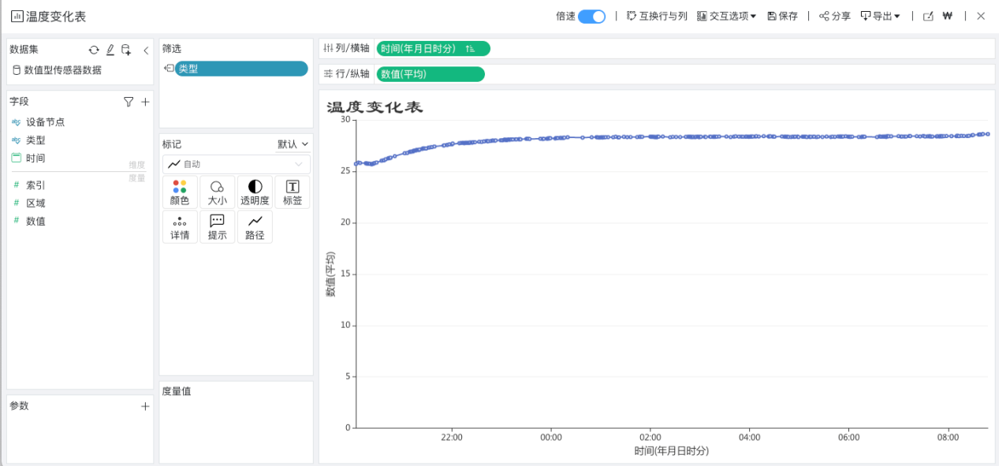 温度变化表
倍速 互换行与列 交互选项 保存 分享 导出
数据集
数值型传感器数据
字段
abc 设备节点
abc 类型
时间
维度
度量
# 索引
# 区域
# 数值
参数
筛选
类型
标记 默认
自动
颜色 大小 透明度 标签
详情 提示 路径
度量值
列/横轴 时间(年月日时分)
行/纵轴 数值(平均)
温度变化表
30
25
20
15
10
5
0
数值(平均)
22:00 00:00 02:00 04:00 06:00 08:00
时间(年月日时分)